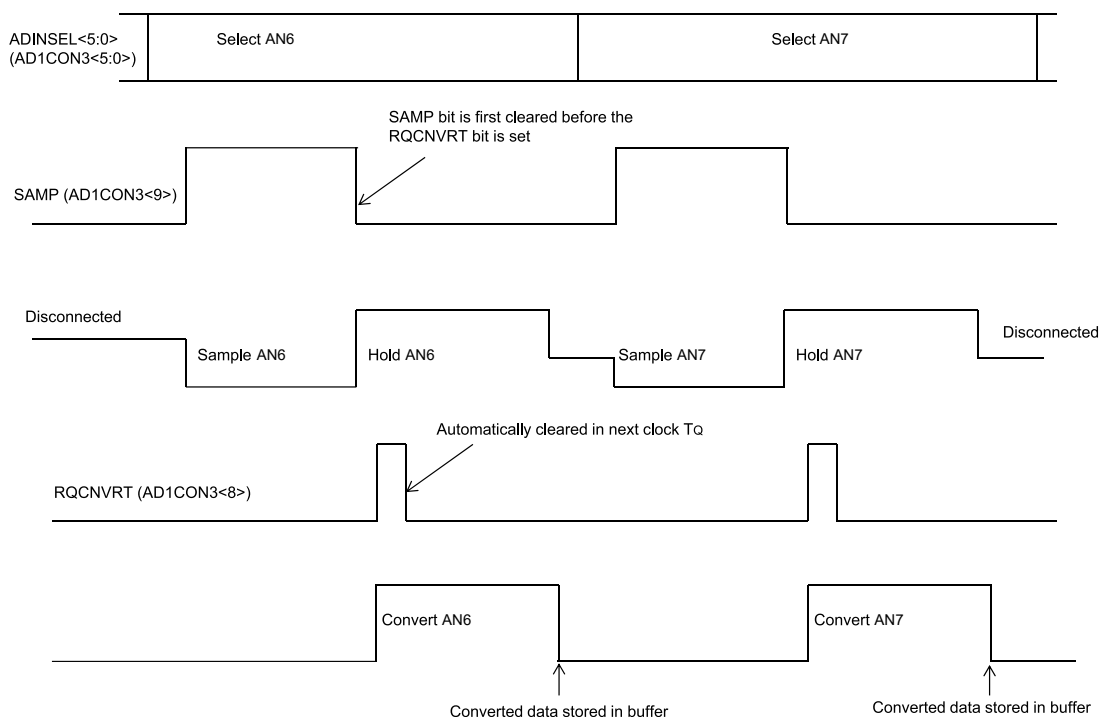 ADINSEL<5:0>
(AD1CON3<5:0>)
Select AN6
Select AN7
SAMP bit is first cleared before the
RQCNVRT bit is set
SAMP (AD1CON3<9>)
Disconnected
Sample AN6
Hold AN6
Sample AN7
Hold AN7
Disconnected
Automatically cleared in next clock TQ
RQCNVRT (AD1CON3<8>)
Convert AN6
Convert AN7
Converted data stored in buffer
Converted data stored in buffer